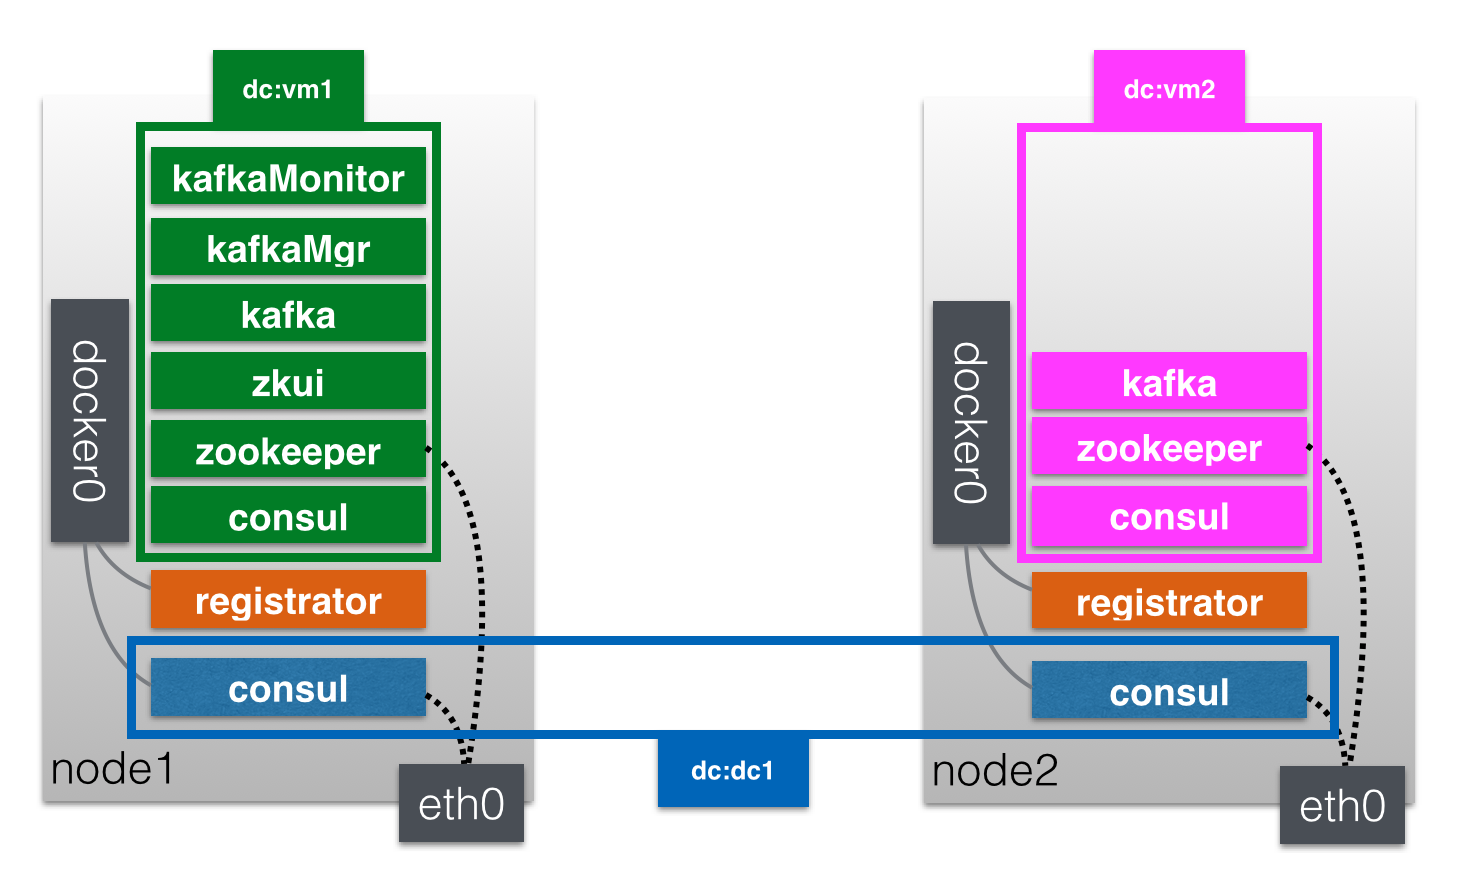 dc:vm1
kafkaMonitor
kafkaMgr
kafka
zkui
zookeeper
consul
docker0
registrator
consul
node1
eth0
dc:vm2
kafka
zookeeper
consul
docker0
registrator
consul
node2
eth0
dc:dc1